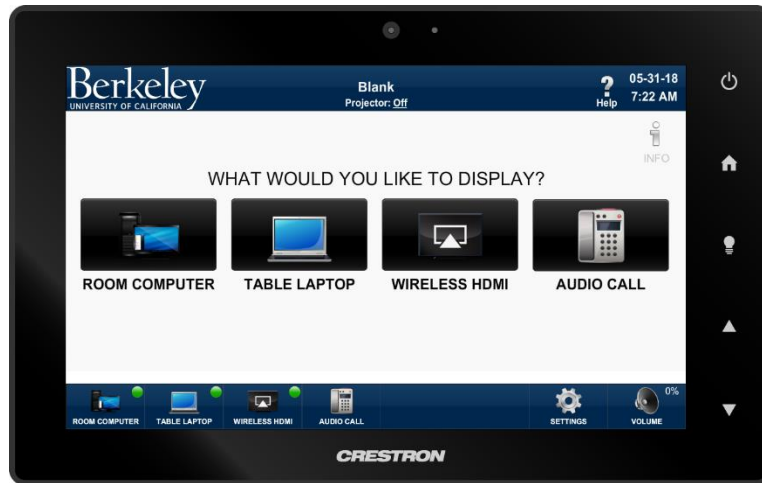 Berkeley
UNIVERSITY OF CALIFORNIA
Blank
Projector: Off
?
Help
05-31-18
7:22 AM
INFO
WHAT WOULD YOU LIKE TO DISPLAY?
ROOM COMPUTER
TABLE LAPTOP
WIRELESS HDMI
AUDIO CALL
ROOM COMPUTER
TABLE LAPTOP
WIRELESS HDMI
AUDIO CALL
SETTINGS
0%
VOLUME
CRESTRON